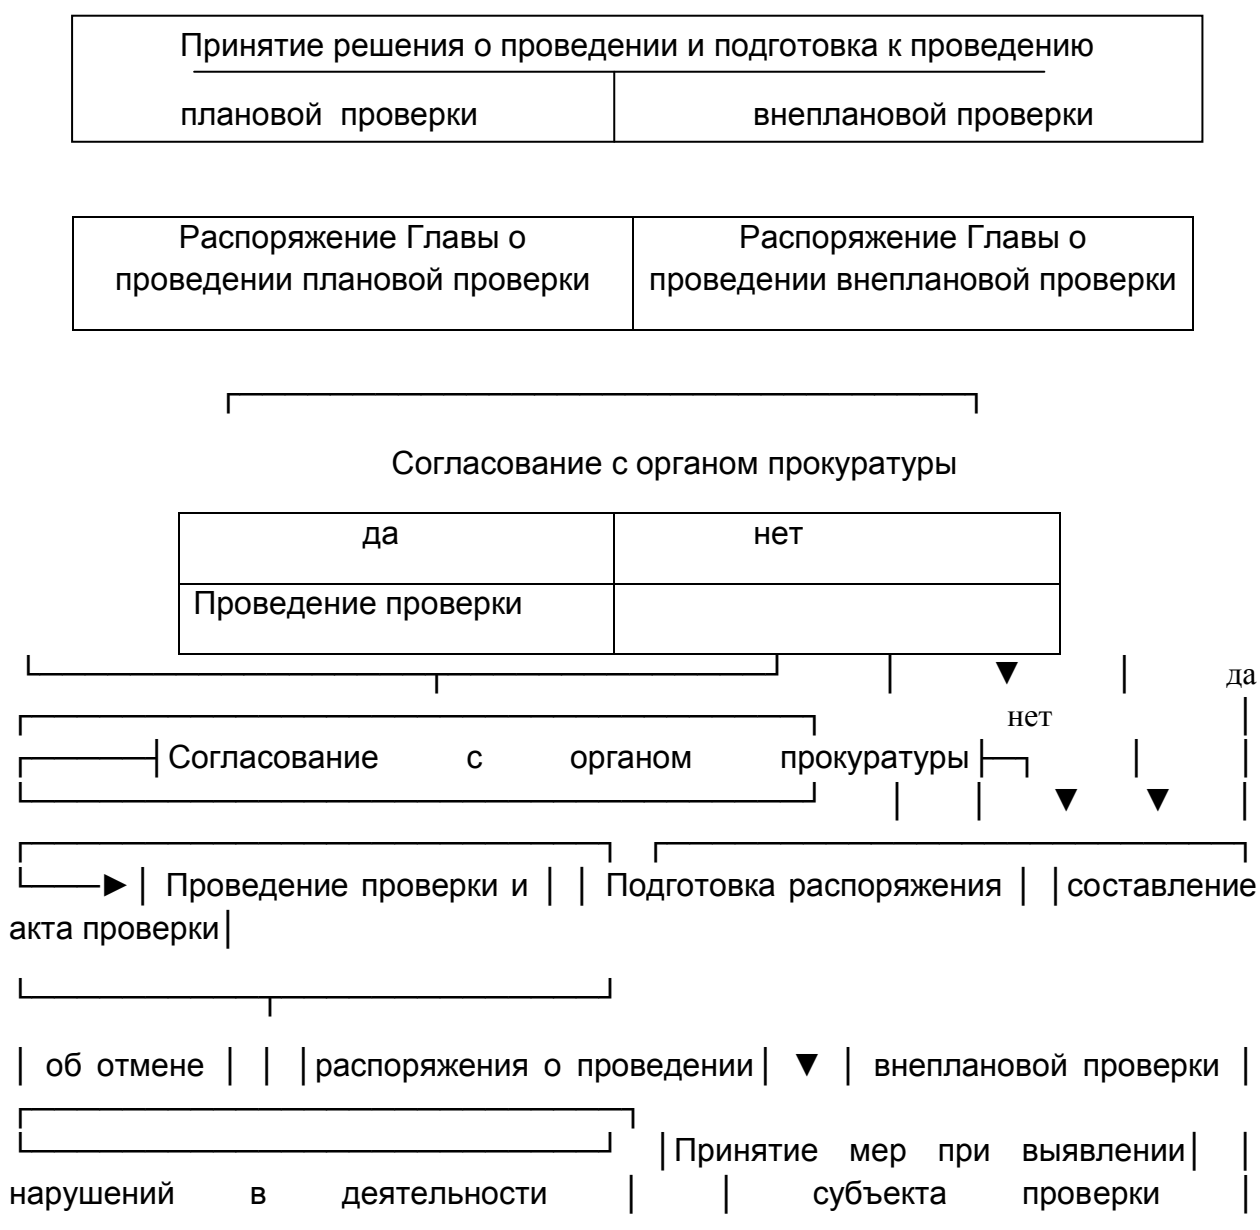 Принятие решения о проведении и подготовка к проведению
плановой проверки внеплановой проверки
Распоряжение Главы о Распоряжение Главы о
проведении плановой проверки проведении внеплановой проверки
Согласование с органом прокуратуры
да нет
Проведение проверки
да
нет
Согласование с органом прокуратуры
Проведение проверки и Подготовка распоряжения составление
акта проверки
об отмене распоряжения о проведении внеплановой проверки
Принятие мер при выявлении
нарушений в деятельности субъекта проверки